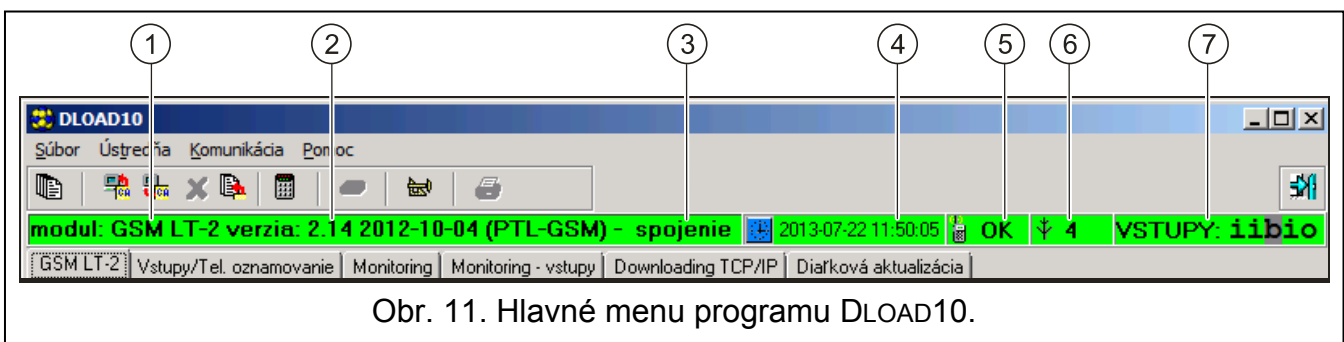 1 2 3 4 5 6 7
DLOAD10
Súbor Ústredňa Komunikácia Pomoc
modul: GSM LT-2 verzia: 2.14 2012-10-04 (PTL-GSM) - spojenie 2013-07-22 11:50:05 OK 4 VSTUPY: iibio
GSM LT-2 Vstupy/Tel. oznamovanie Monitoring Monitoring - vstupy Downloading TCP/IP Diaľková aktualizácia
Obr. 11. Hlavné menu programu DLOAD10.